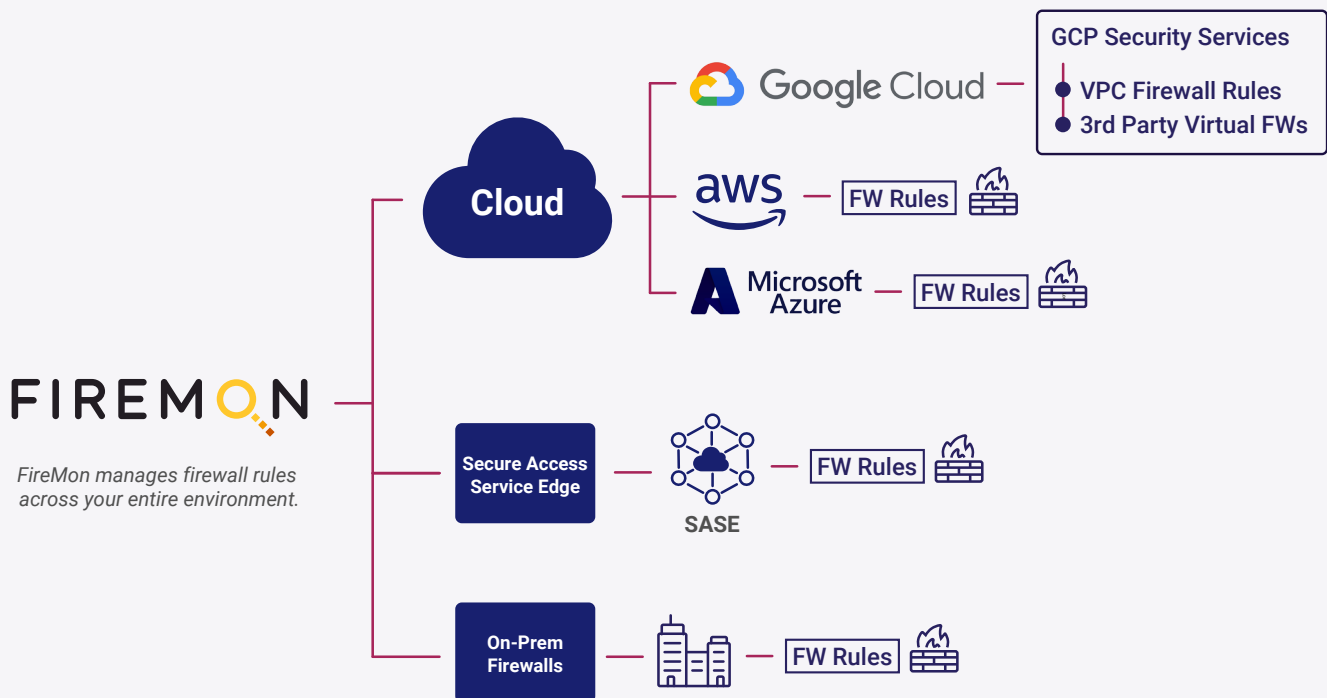 GCP Security Services
VPC Firewall Rules
3rd Party Virtual FWs
Google Cloud
Cloud
aws
FW Rules
Microsoft
Azure
FW Rules
FIREMON
FireMon manages firewall rules
across your entire environment.
Secure Access
Service Edge
SASE
FW Rules
On-Prem
Firewalls
FW Rules